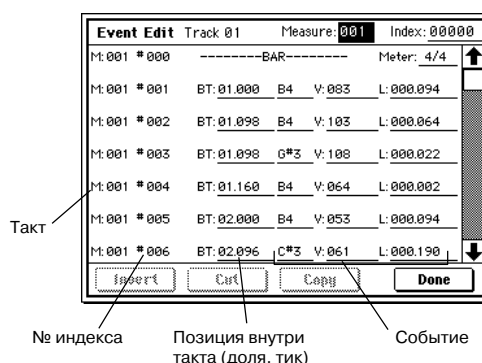 Event Edit Track 01 Measure: 001 Index: 00000
M: 001 #000 --------BAR-------- Meter: 4/4
M: 001 #001 BT: 01.000 B4 V: 083 L: 000.094
M: 001 #002 BT: 01.098 B4 V: 103 L: 000.064
M: 001 #003 BT: 01.098 G#3 V: 108 L: 000.022
M: 001 #004 BT: 01.160 B4 V: 064 L: 000.002
M: 001 #005 BT: 02.000 B4 V: 053 L: 000.094
M: 001 #006 BT: 02.096 C#3 V: 061 L: 000.190
Insert Cut Copy Done
Такт
№ индекса
Позиция внутри
такта (доля, тик)
Событие